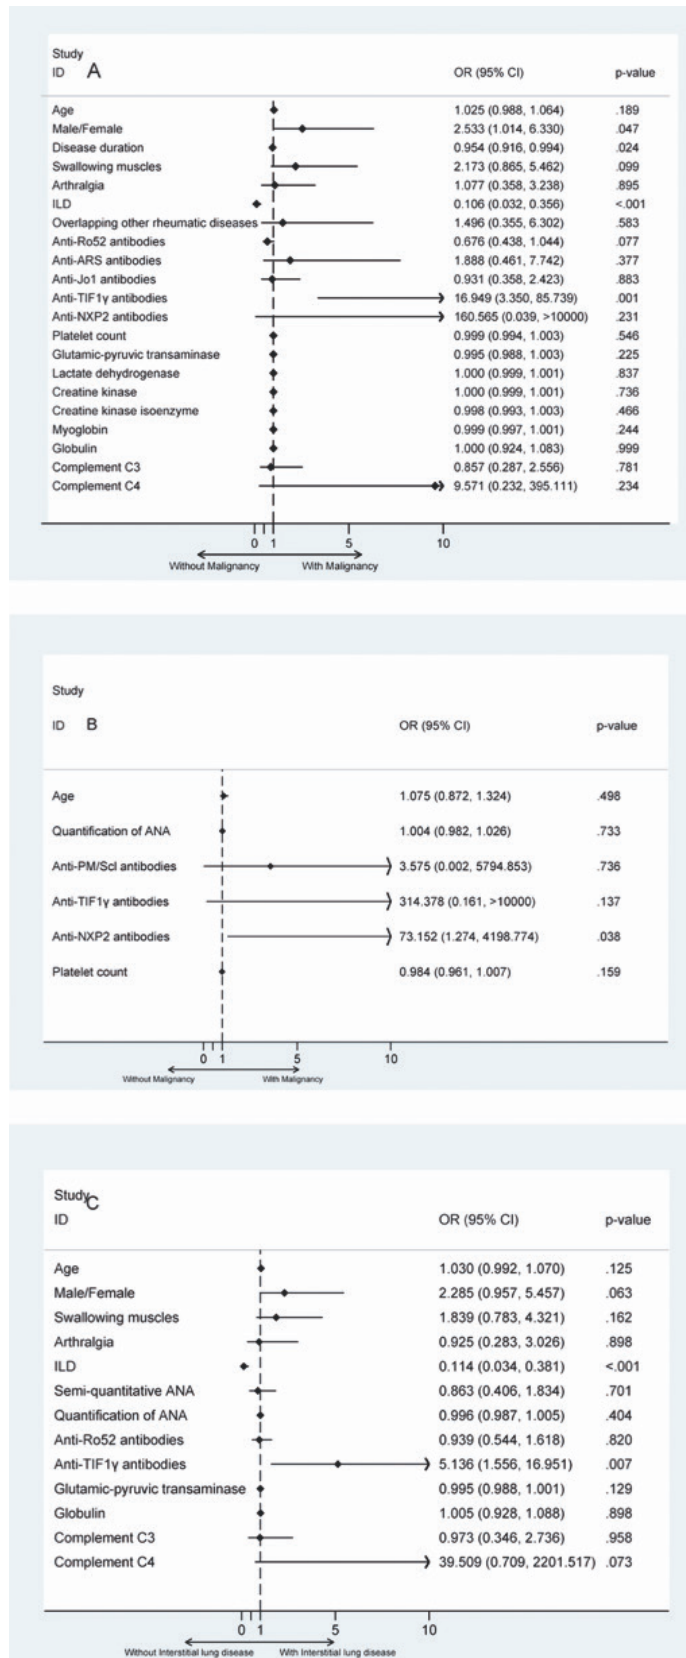 Study
ID A OR (95% CI) p-value
Age 1.025 (0.988, 1.064) .189
Male/Female 2.533 (1.014, 6.330) .047
Disease duration 0.954 (0.916, 0.994) .024
Swallowing muscles 2.173 (0.865, 5.462) .099
Arthralgia 1.077 (0.358, 3.238) .895
ILD 0.106 (0.032, 0.356) <.001
Overlapping other rheumatic diseases 1.496 (0.355, 6.302) .583
Anti-Ro52 antibodies 0.676 (0.438, 1.044) .077
Anti-ARS antibodies 1.888 (0.461, 7.742) .377
Anti-Jo1 antibodies 0.931 (0.358, 2.423) .883
Anti-TIF1γ antibodies 16.949 (3.350, 85.739) .001
Anti-NXP2 antibodies 160.565 (0.039, >10000) .231
Platelet count 0.999 (0.994, 1.003) .546
Glutamic-pyruvic transaminase 0.995 (0.988, 1.003) .225
Lactate dehydrogenase 1.000 (0.999, 1.001) .837
Creatine kinase 1.000 (0.999, 1.001) .736
Creatine kinase isoenzyme 0.998 (0.993, 1.003) .466
Myoglobin 0.999 (0.997, 1.001) .244
Globulin 1.000 (0.924, 1.083) .999
Complement C3 0.857 (0.287, 2.556) .781
Complement C4 9.571 (0.232, 395.111) .234
0 1 5 10
Without Malignancy With Malignancy
Study
ID B OR (95% CI) p-value
Age 1.075 (0.872, 1.324) .498
Quantification of ANA 1.004 (0.982, 1.026) .733
Anti-PM/Scl antibodies 3.575 (0.002, 5794.853) .736
Anti-TIF1γ antibodies 314.378 (0.161, >10000) .137
Anti-NXP2 antibodies 73.152 (1.274, 4198.774) .038
Platelet count 0.984 (0.961, 1.007) .159
0 1 5 10
Without Malignancy With Malignancy
Study C
ID OR (95% CI) p-value
Age 1.030 (0.992, 1.070) .125
Male/Female 2.285 (0.957, 5.457) .063
Swallowing muscles 1.839 (0.783, 4.321) .162
Arthralgia 0.925 (0.283, 3.026) .898
ILD 0.114 (0.034, 0.381) <.001
Semi-quantitative ANA 0.863 (0.406, 1.834) .701
Quantification of ANA 0.996 (0.987, 1.005) .404
Anti-Ro52 antibodies 0.939 (0.544, 1.618) .820
Anti-TIF1γ antibodies 5.136 (1.556, 16.951) .007
Glutamic-pyruvic transaminase 0.995 (0.988, 1.001) .129
Globulin 1.005 (0.928, 1.088) .898
Complement C3 0.973 (0.346, 2.736) .958
Complement C4 39.509 (0.709, 2201.517) .073
0 1 5 10
Without Interstitial lung disease With Interstitial lung disease